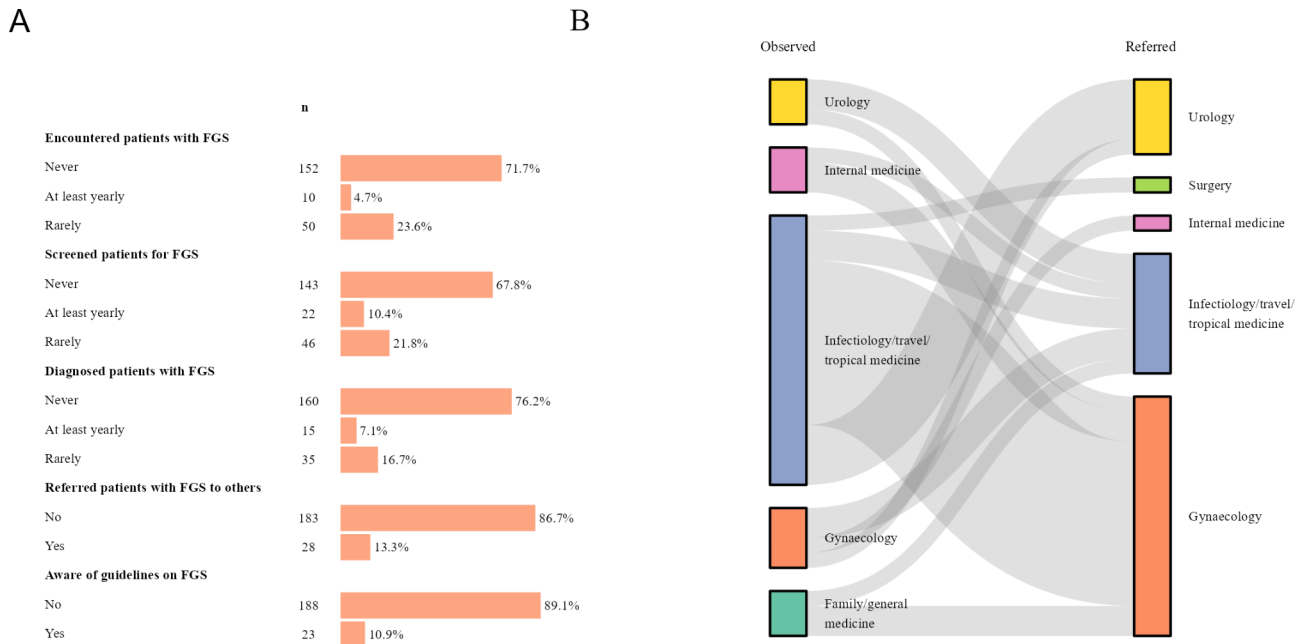 A
n
Encountered patients with FGS
Never 152 71.7%
At least yearly 10 4.7%
Rarely 50 23.6%
Screened patients for FGS
Never 143 67.8%
At least yearly 22 10.4%
Rarely 46 21.8%
Diagnosed patients with FGS
Never 160 76.2%
At least yearly 15 7.1%
Rarely 35 16.7%
Referred patients with FGS to others
No 183 86.7%
Yes 28 13.3%
Aware of guidelines on FGS
No 188 89.1%
Yes 23 10.9%
B
Observed
Urology
Internal medicine
Infectiology/travel/
tropical medicine
Gynaecology
Family/general
medicine
Referred
Urology
Surgery
Internal medicine
Infectiology/travel/
tropical medicine
Gynaecology